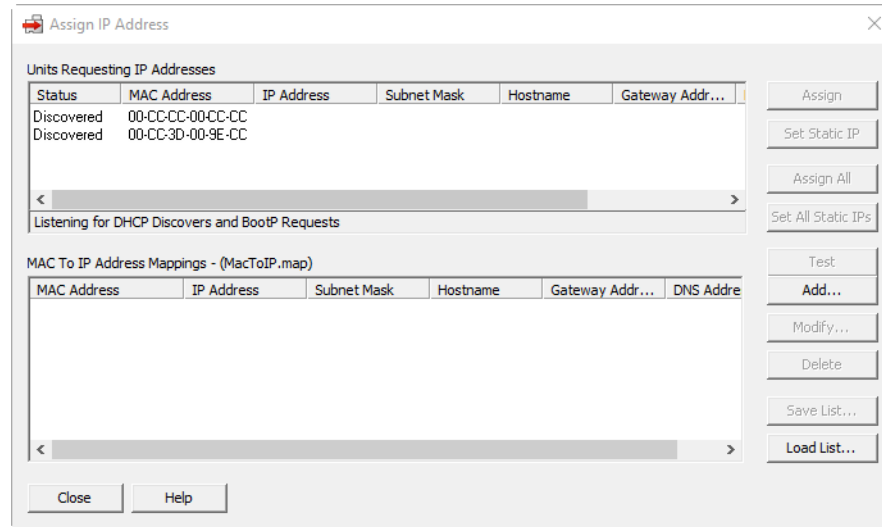 Assign IP Address
Units Requesting IP Addresses
Status MAC Address IP Address Subnet Mask Hostname Gateway Addr...
Discovered 00-CC-CC-00-CC-CC
Discovered 00-CC-3D-00-9E-CC
Listening for DHCP Discovers and BootP Requests
Assign
Set Static IP
Assign All
Set All Static IPs
MAC To IP Address Mappings - (MacToIP.map)
MAC Address IP Address Subnet Mask Hostname Gateway Addr... DNS Addre
Test
Add...
Modify...
Delete
Save List...
Load List...
Close Help